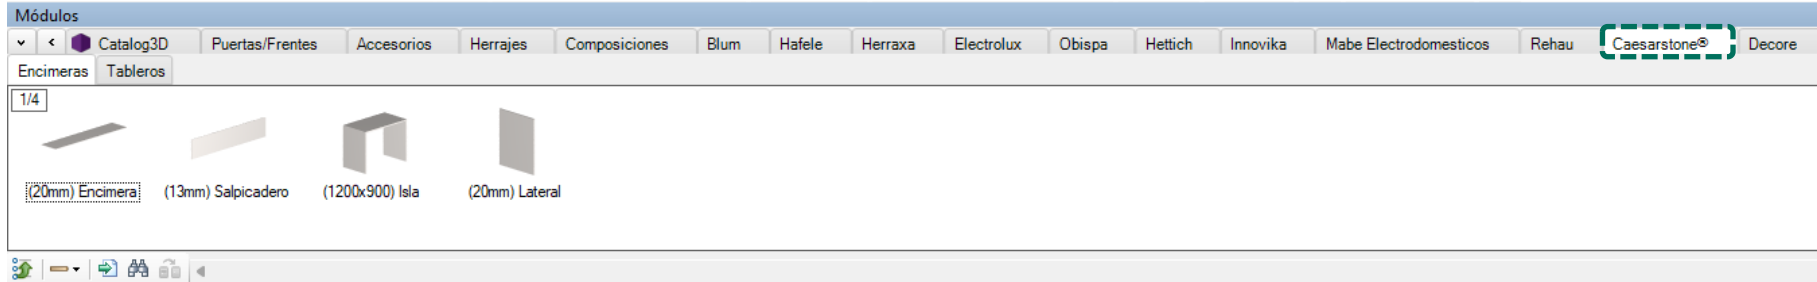 Módulos
Catalog3D Puertas/Frentes Accesorios Herrajes Composiciones Blum Hafele Herraxa Electrolux Obispa Hettich Innovika Mabe Electrodomesticos Rehau Caesarstone® Decore
Encimeras Tableros
1/4
(20mm) Encimera (13mm) Salpicadero (1200x900) Isla (20mm) Lateral